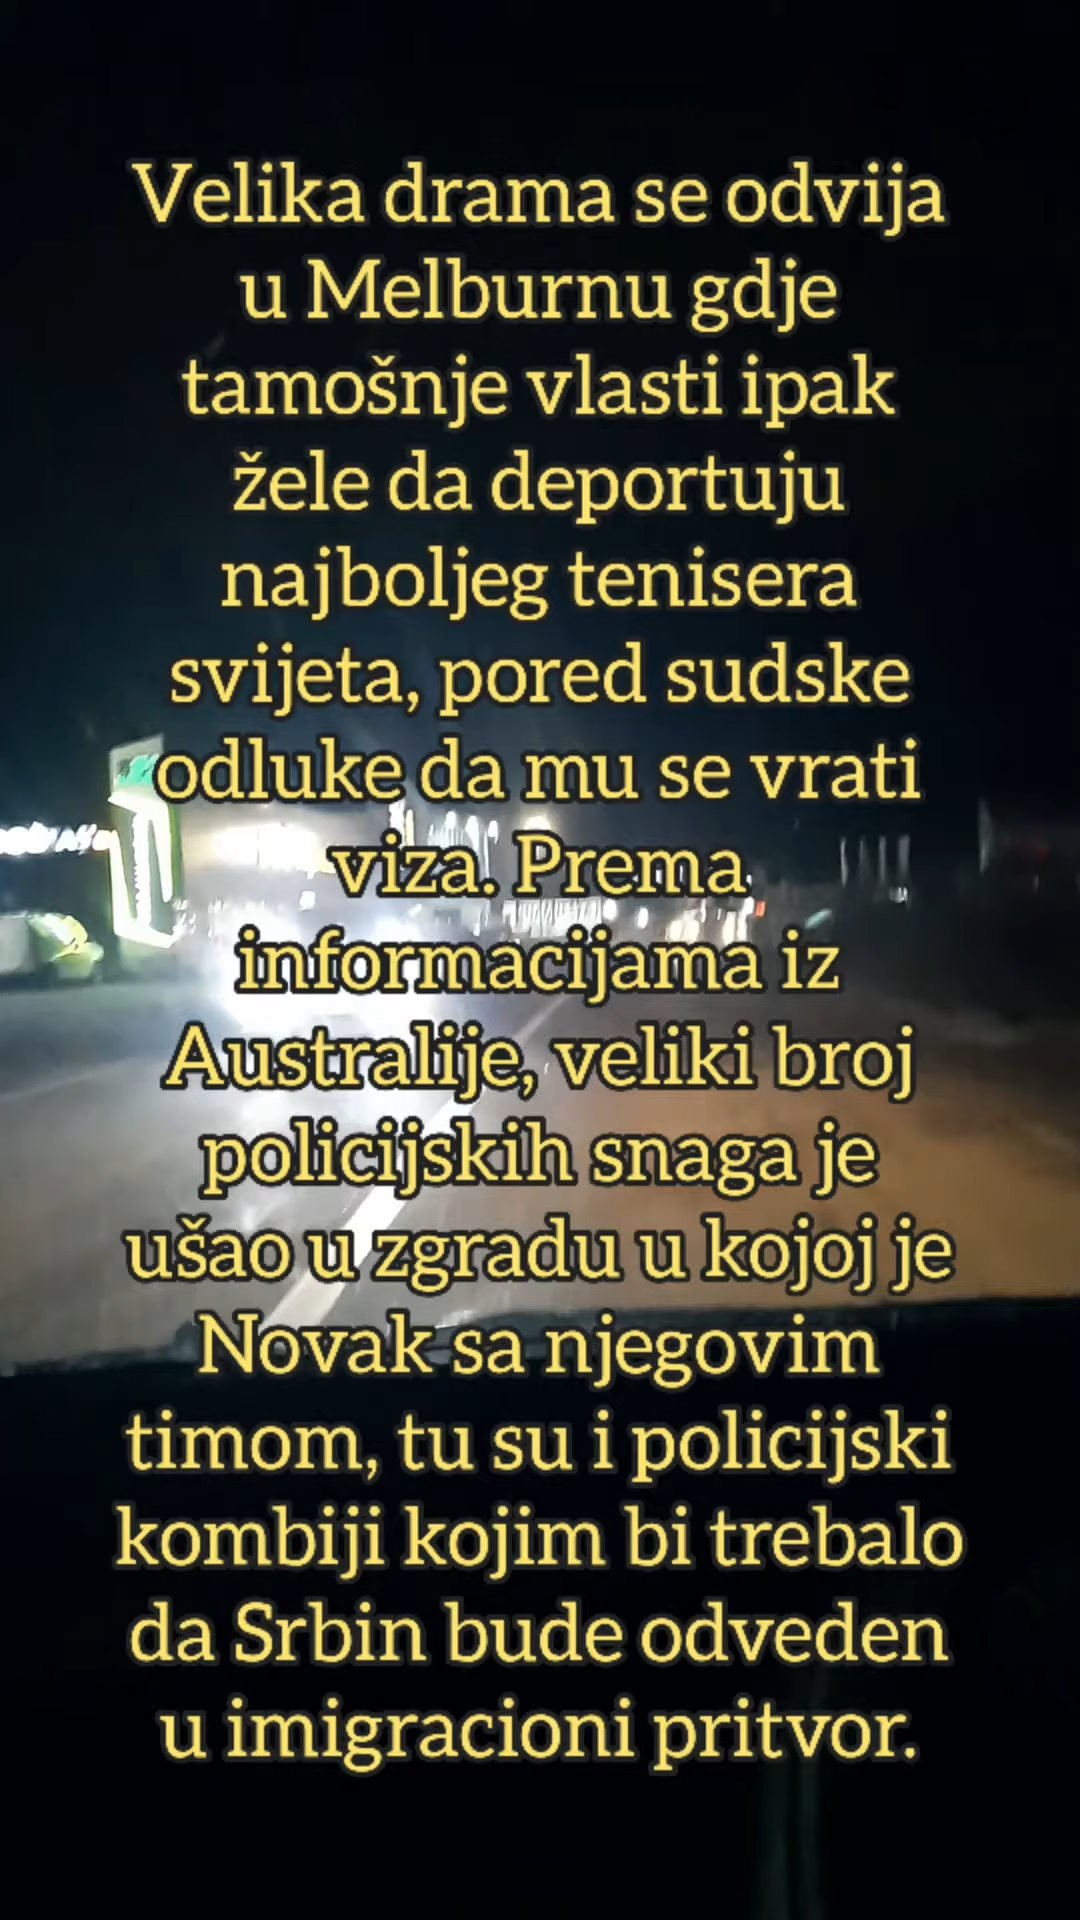 Velika drama se odvija
u Melburnu gdje
tamošnje vlasti ipak
žele da deportuju
najboljeg tenisera
svijeta, pored sudske
odluke da mu se vrati
viza. Prema
informacijama iz
Australije, veliki broj
policijskih snaga je
ušao u zgradu u kojoj je
Novak sa njegovim
timom, tu su i policijski
kombiji kojim bi trebalo
da Srbin bude odveden
u imigracioni pritvor.